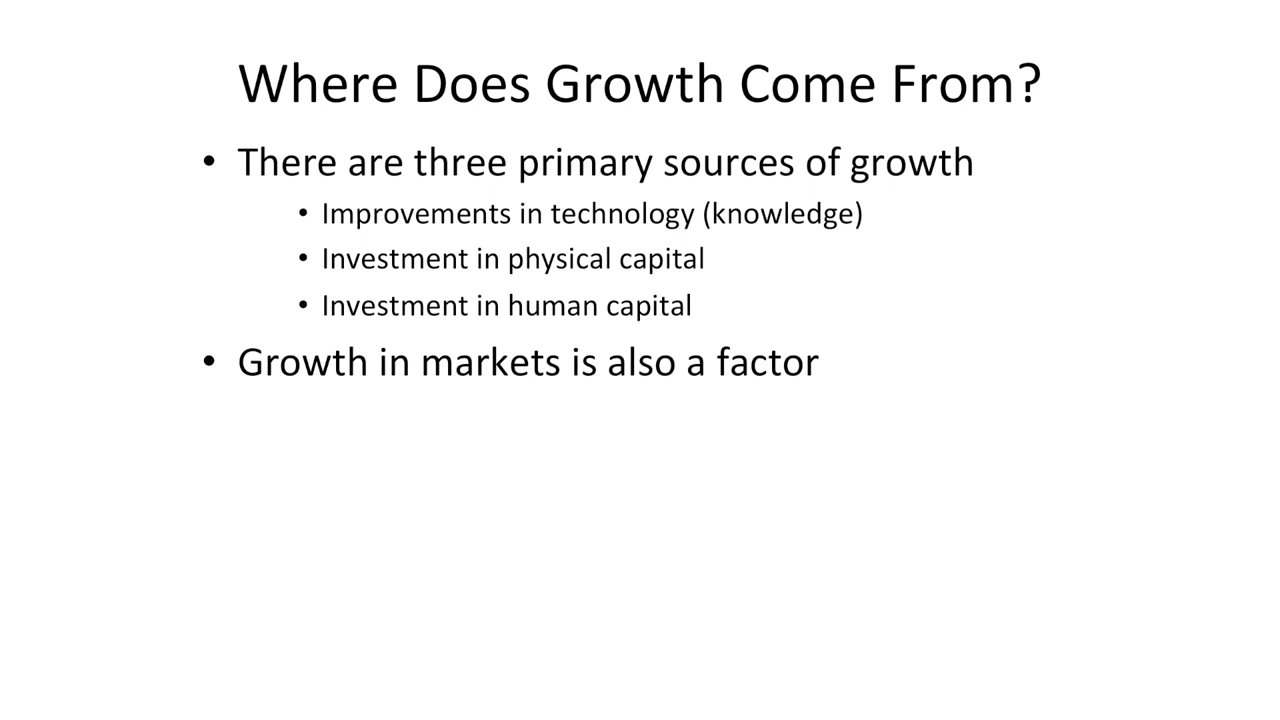 Where Does Growth Come From?
• There are three primary sources of growth
• Improvements in technology (knowledge)
• Investment in physical capital
• Investment in human capital
• Growth in markets is also a factor